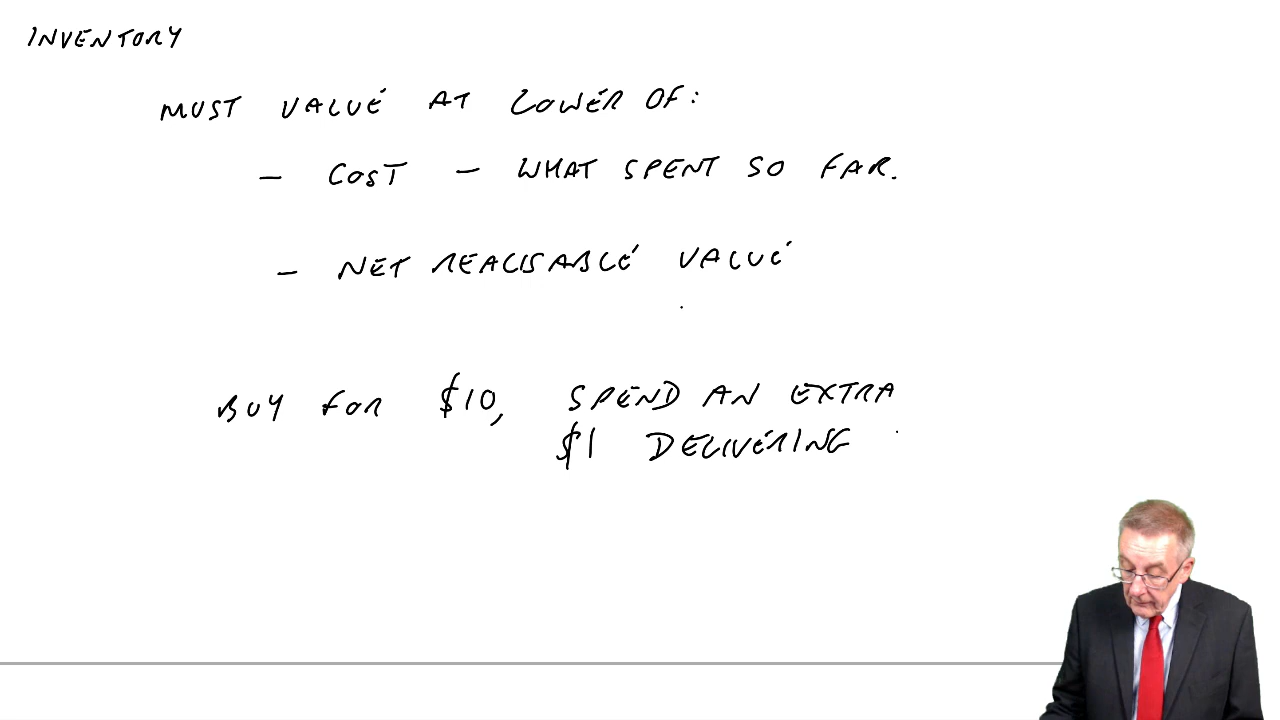 INVENTORY
MUST VALUE AT LOWER OF:
- COST - WHAT SPENT SO FAR.
- NET REALISABLE VALUE
BUY FOR $10, SPEND AN EXTRA
$1 DELIVERING